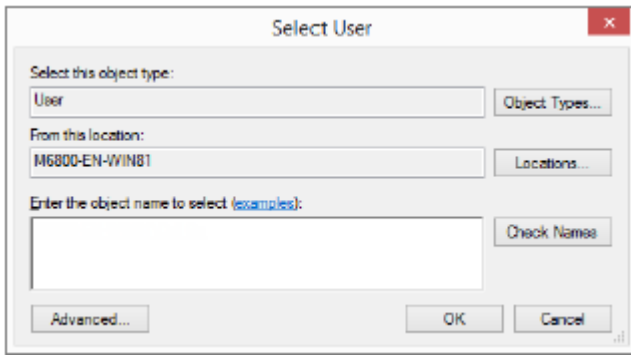 Select User
Select this object type:
User
Object Types...
From this location:
M6800-EN-WIN81
Locations...
Enter the object name to select (examples):
Check Names
Advanced...
OK
Cancel